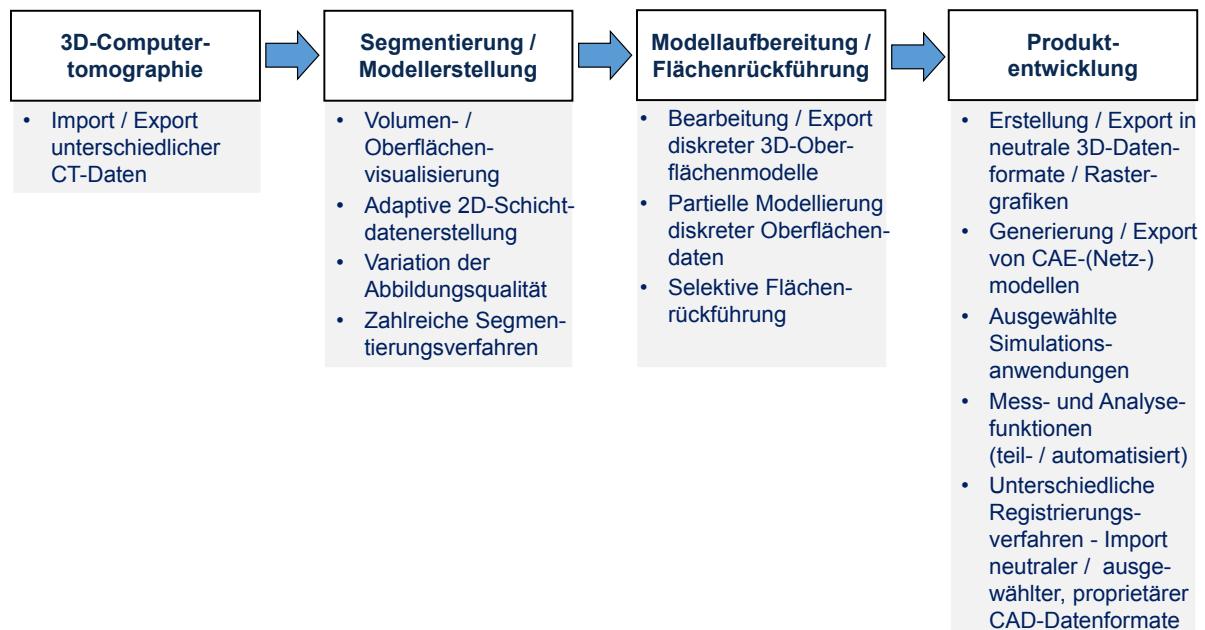 3D-Computer-
tomographie
• Import / Export
unterschiedlicher
CT-Daten
Segmentierung /
Modellerstellung
• Volumen- /
Oberflächen-
visualisierung
• Adaptive 2D-Schicht-
datenerstellung
• Variation der
Abbildungsqualität
• Zahlreiche Segmen-
tierungsverfahren
Modellaufbereitung /
Flächenrückführung
• Bearbeitung / Export
diskreter 3D-Ober-
flächenmodelle
• Partielle Modellierung
diskreter Oberflächen-
daten
• Selektive Flächen-
rückführung
Produkt-
entwicklung
• Erstellung / Export in
neutrale 3D-Daten-
formate / Raster-
grafiken
• Generierung / Export
von CAE-(Netz-)
modellen
• Ausgewählte
Simulations-
anwendungen
• Mess- und Analyse-
funktionen
(teil- / automatisiert)
• Unterschiedliche
Registrierungs-
verfahren - Import
neutraler / ausge-
wählter, proprietärer
CAD-Datenformate